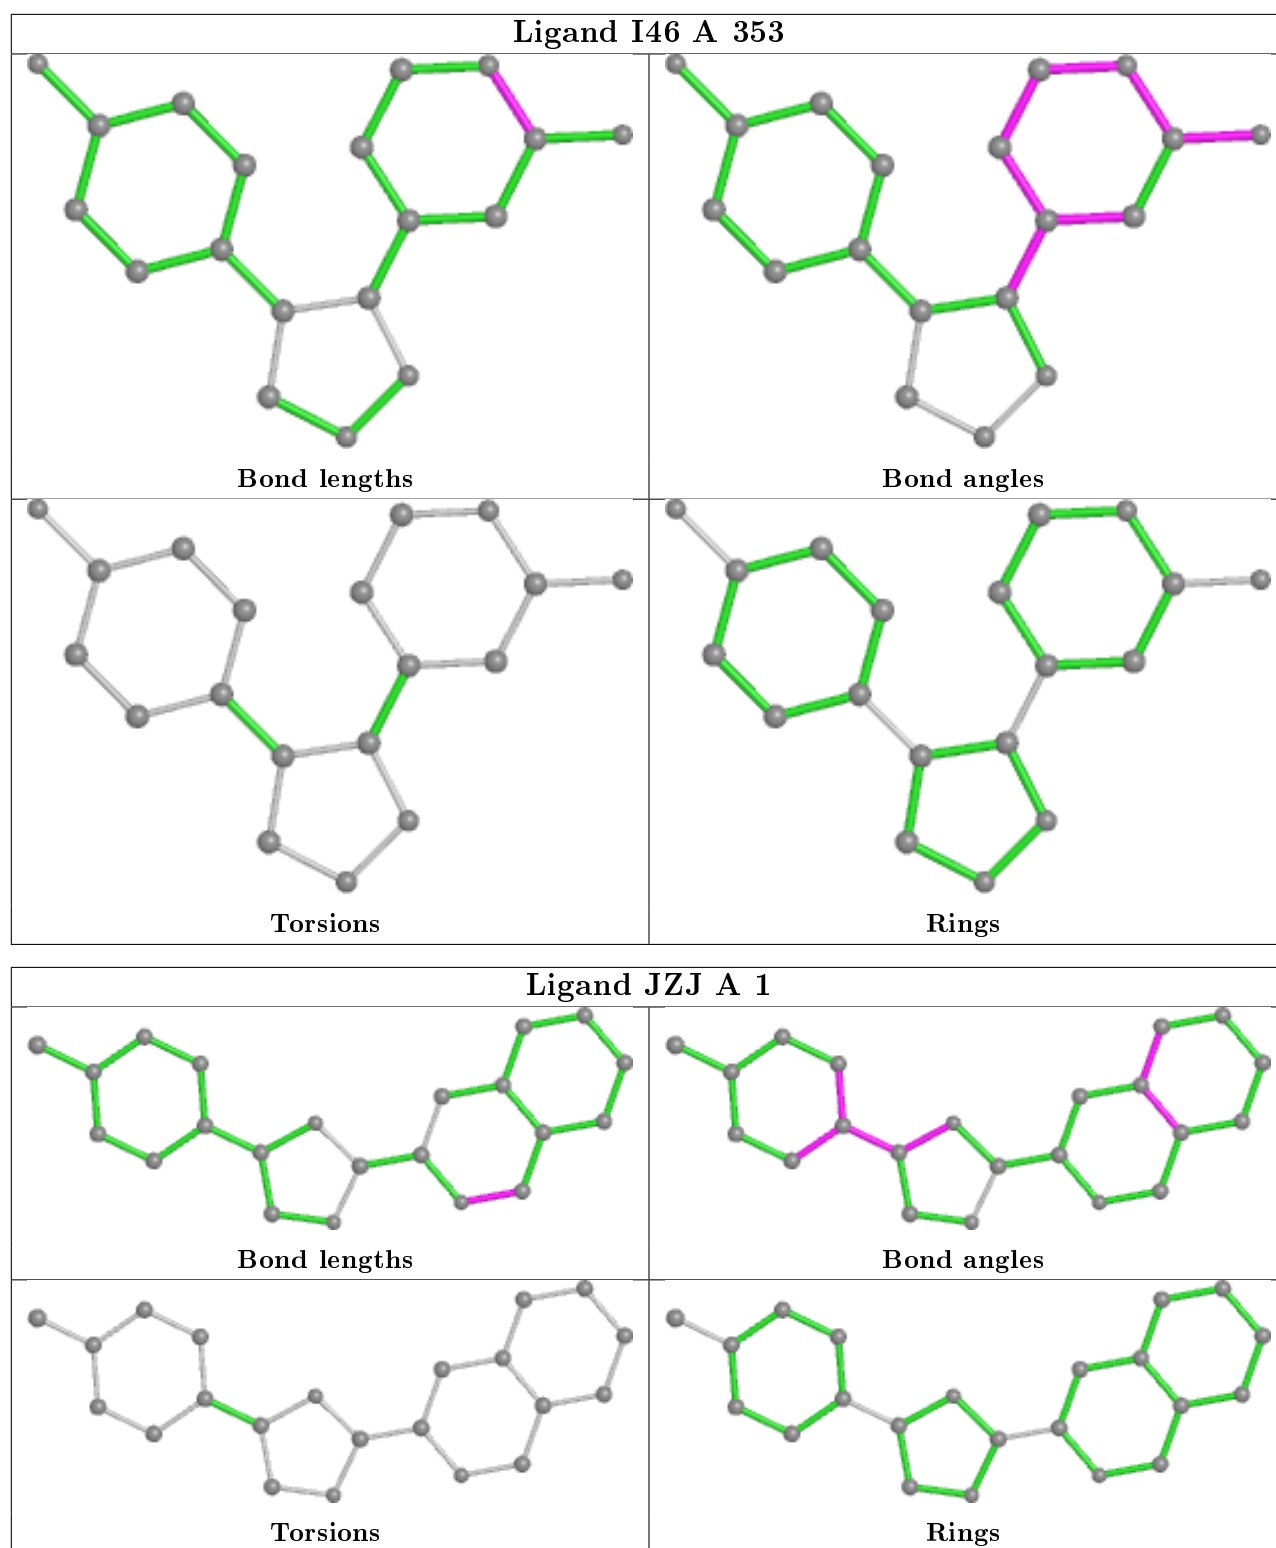 Ligand I46 A 353
Bond lengths
Bond angles
Torsions
Rings
Ligand JZJ A 1
Bond lengths
Bond angles
Torsions
Rings